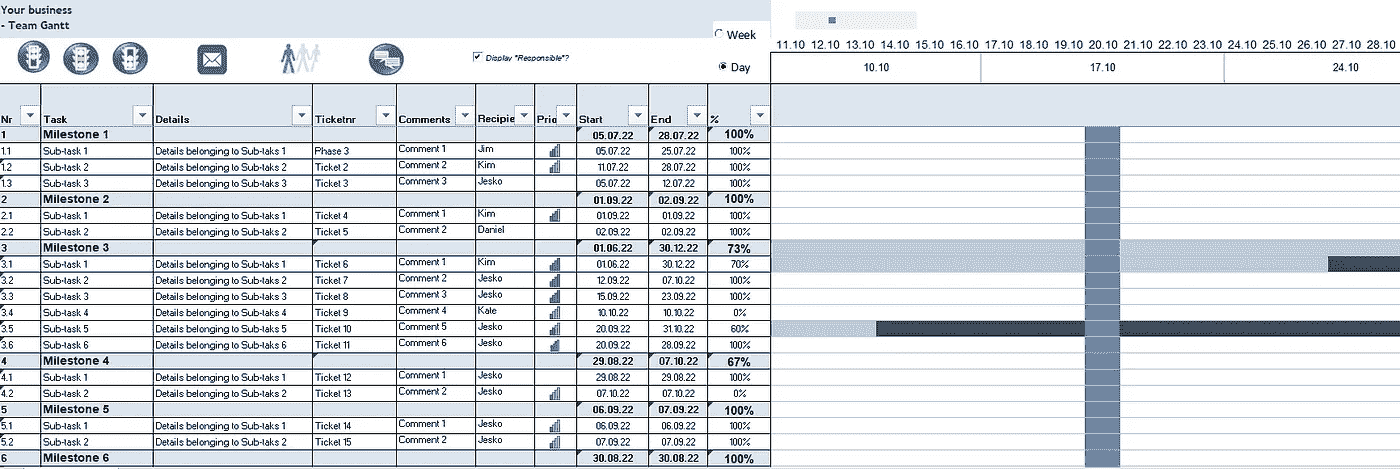 Your business
- Team Gantt
Week
Display "Responsible"?
Day
11.10 12.10 13.10 14.10 15.10 16.10 17.10 18.10 19.10 20.10 21.10 22.10 23.10 24.10 25.10 26.10 27.10 28.10
10.10 17.10 24.10
Nr Task Details Ticketnr Comments Recipie Prio Start End %
1 Milestone 1 05.07.22 28.07.22 100%
1.1 Sub-task 1 Details belonging to Sub-taks 1 Phase 3 Comment 1 Jim 05.07.22 25.07.22 100%
1.2 Sub-task 2 Details belonging to Sub-taks 2 Ticket 2 Comment 2 Kim 11.07.22 28.07.22 100%
1.3 Sub-task 3 Details belonging to Sub-taks 3 Ticket 3 Comment 3 Jesko 05.07.22 12.07.22 100%
2 Milestone 2 01.09.22 02.09.22 100%
2.1 Sub-task 1 Details belonging to Sub-taks 1 Ticket 4 Comment 1 Kim 01.09.22 01.09.22 100%
2.2 Sub-task 2 Details belonging to Sub-taks 2 Ticket 5 Comment 2 Daniel 02.09.22 02.09.22 100%
3 Milestone 3 01.06.22 30.12.22 73%
3.1 Sub-task 1 Details belonging to Sub-taks 1 Ticket 6 Comment 1 Kim 01.06.22 30.12.22 70%
3.2 Sub-task 2 Details belonging to Sub-taks 2 Ticket 7 Comment 2 Jesko 12.09.22 07.10.22 100%
3.3 Sub-task 3 Details belonging to Sub-taks 3 Ticket 8 Comment 3 Jesko 15.09.22 23.09.22 100%
3.4 Sub-task 4 Details belonging to Sub-taks 4 Ticket 9 Comment 4 Kate 10.10.22 10.10.22 0%
3.5 Sub-task 5 Details belonging to Sub-taks 5 Ticket 10 Comment 5 Jesko 20.09.22 31.10.22 60%
3.6 Sub-task 6 Details belonging to Sub-taks 6 Ticket 11 Comment 6 Jesko 20.09.22 28.09.22 100%
4 Milestone 4 29.08.22 07.10.22 67%
4.1 Sub-task 1 Details belonging to Sub-taks 1 Ticket 12 Comment 1 Jesko 29.08.22 29.08.22 100%
4.2 Sub-task 2 Details belonging to Sub-taks 2 Ticket 13 Comment 2 Jesko 07.10.22 07.10.22 0%
5 Milestone 5 06.09.22 07.09.22 100%
5.1 Sub-task 1 Details belonging to Sub-taks 1 Ticket 14 Comment 1 Jesko 06.09.22 06.09.22 100%
5.2 Sub-task 2 Details belonging to Sub-taks 2 Ticket 15 Comment 2 Jesko 07.09.22 07.09.22 100%
6 Milestone 6 30.08.22 30.08.22 100%